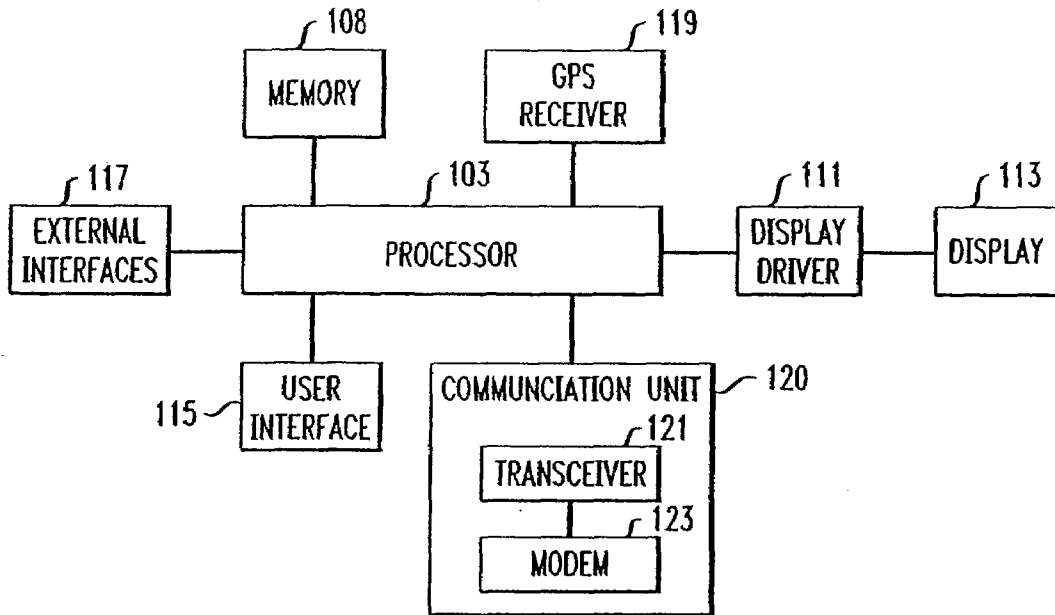 108
MEMORY
119
GPS
RECEIVER
117
EXTERNAL
INTERFACES
103
PROCESSOR
111
DISPLAY
DRIVER
113
DISPLAY
115
USER
INTERFACE
COMMUNCIATION UNIT
120
121
TRANSCEIVER
123
MODEM